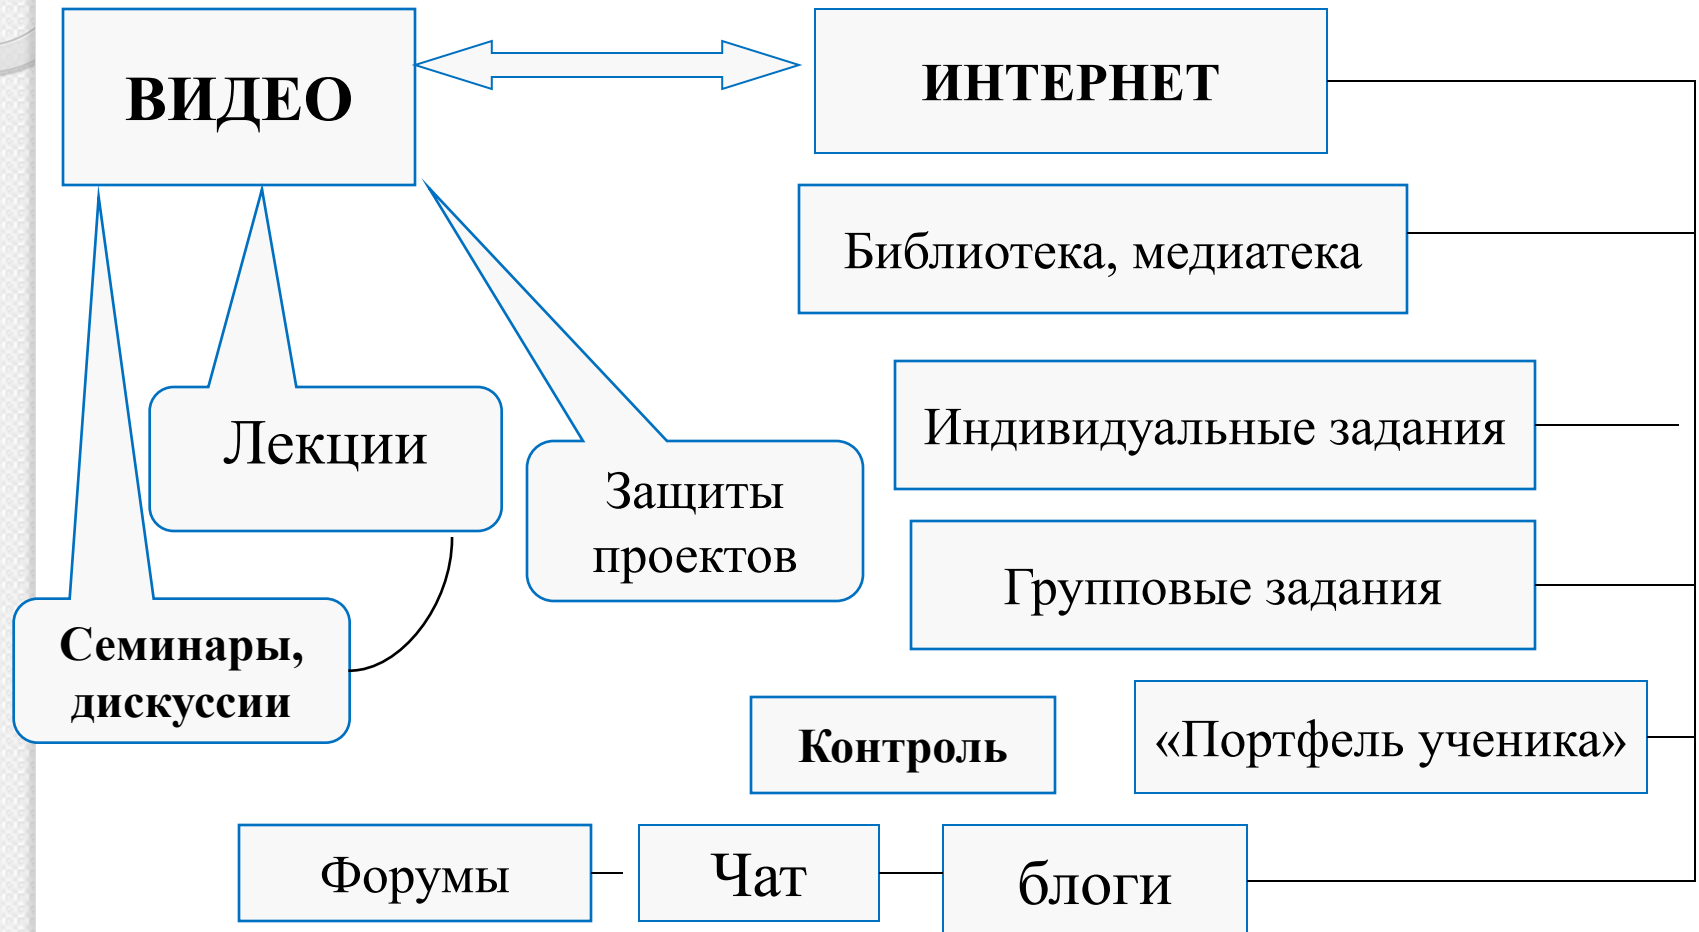 ВИДЕО
ИНТЕРНЕТ
Библиотека, медиатека
Индивидуальные задания
Лекции
Защиты
проектов
Групповые задания
Семинары,
дискуссии
Контроль
«Портфель ученика»
Форумы
Чат
блоги